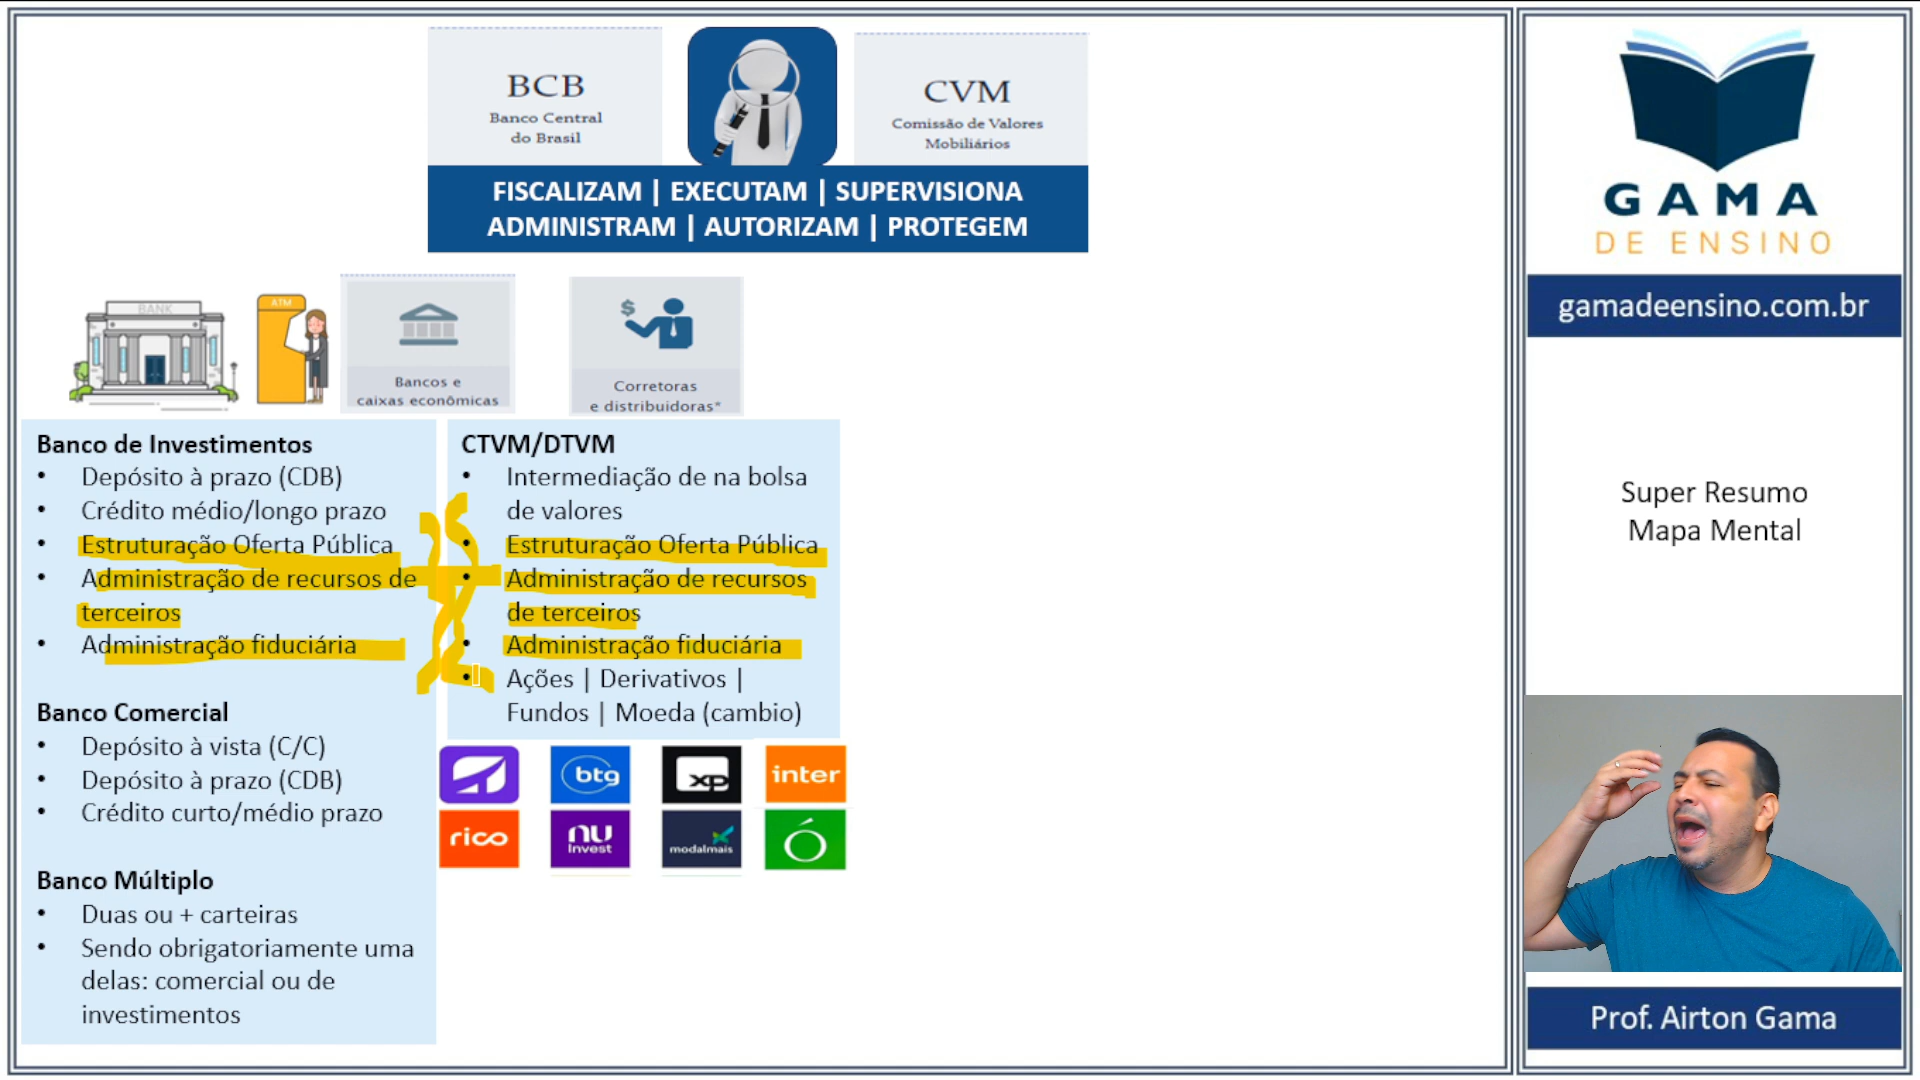 BCB
Banco Central
do Brasil
CVM
Comissão de Valores
Mobiliários
FISCALIZAM | EXECUTAM | SUPERVISIONA
ADMINISTRAM | AUTORIZAM | PROTEGEM
BANK
ATM
Bancos e
caixas econômicas
$
Corretoras
e distribuidoras*
Banco de Investimentos
• Depósito à prazo (CDB)
• Crédito médio/longo prazo
• Estruturação Oferta Pública
• Administração de recursos de
terceiros
• Administração fiduciária
Banco Comercial
• Depósito à vista (C/C)
• Depósito à prazo (CDB)
• Crédito curto/médio prazo
Banco Múltiplo
• Duas ou + carteiras
• Sendo obrigatoriamente uma
delas: comercial ou de
investimentos
CTVM/DTVM
• Intermediação de na bolsa
de valores
• Estruturação Oferta Pública
• Administração de recursos
de terceiros
• Administração fiduciária
• Ações | Derivativos |
Fundos | Moeda (cambio)
btg
xp
inter
rico
nu
invest
modalmais
Ó
GAMA
DE ENSINO
gamadeensino.com.br
Super Resumo
Mapa Mental
Prof. Airton Gama